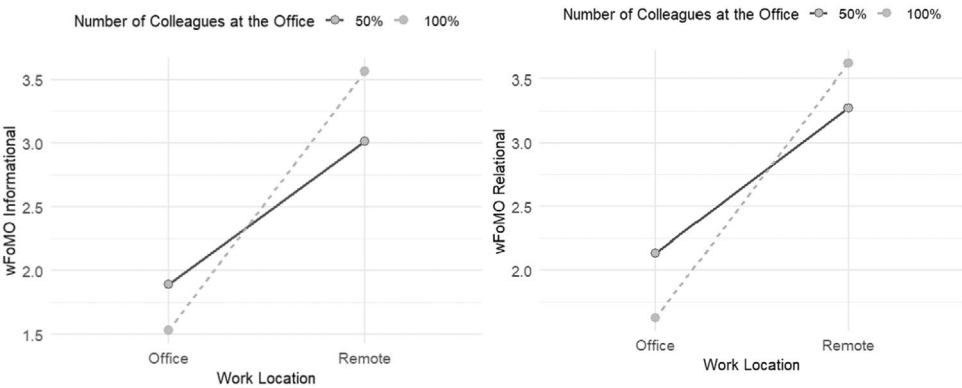 Number of Colleagues at the Office 50% 100%
wFoMO Informational
3.5
3.0
2.5
2.0
1.5
Office Remote
Work Location
Number of Colleagues at the Office 50% 100%
wFoMO Relational
3.5
3.0
2.5
2.0
Office Remote
Work Location